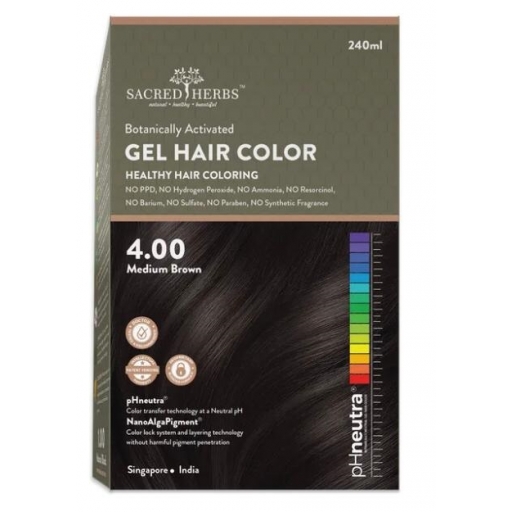 240ml
SACRED HERBS™
natural • healthy • beautiful
Botanically Activated
GEL HAIR COLOR
HEALTHY HAIR COLORING
NO PPD, NO Hydrogen Peroxide, NO Ammonia, NO Resorcinol,
NO Barium, NO Sulfate, NO Paraben, NO Synthetic Fragrance
4.00
Medium Brown
pHneutra®
Color transfer technology at a Neutral pH
NanoAlgaPigment®
Color lock system and layering technology
without harmful pigment penetration
Singapore • India
pHneutra®